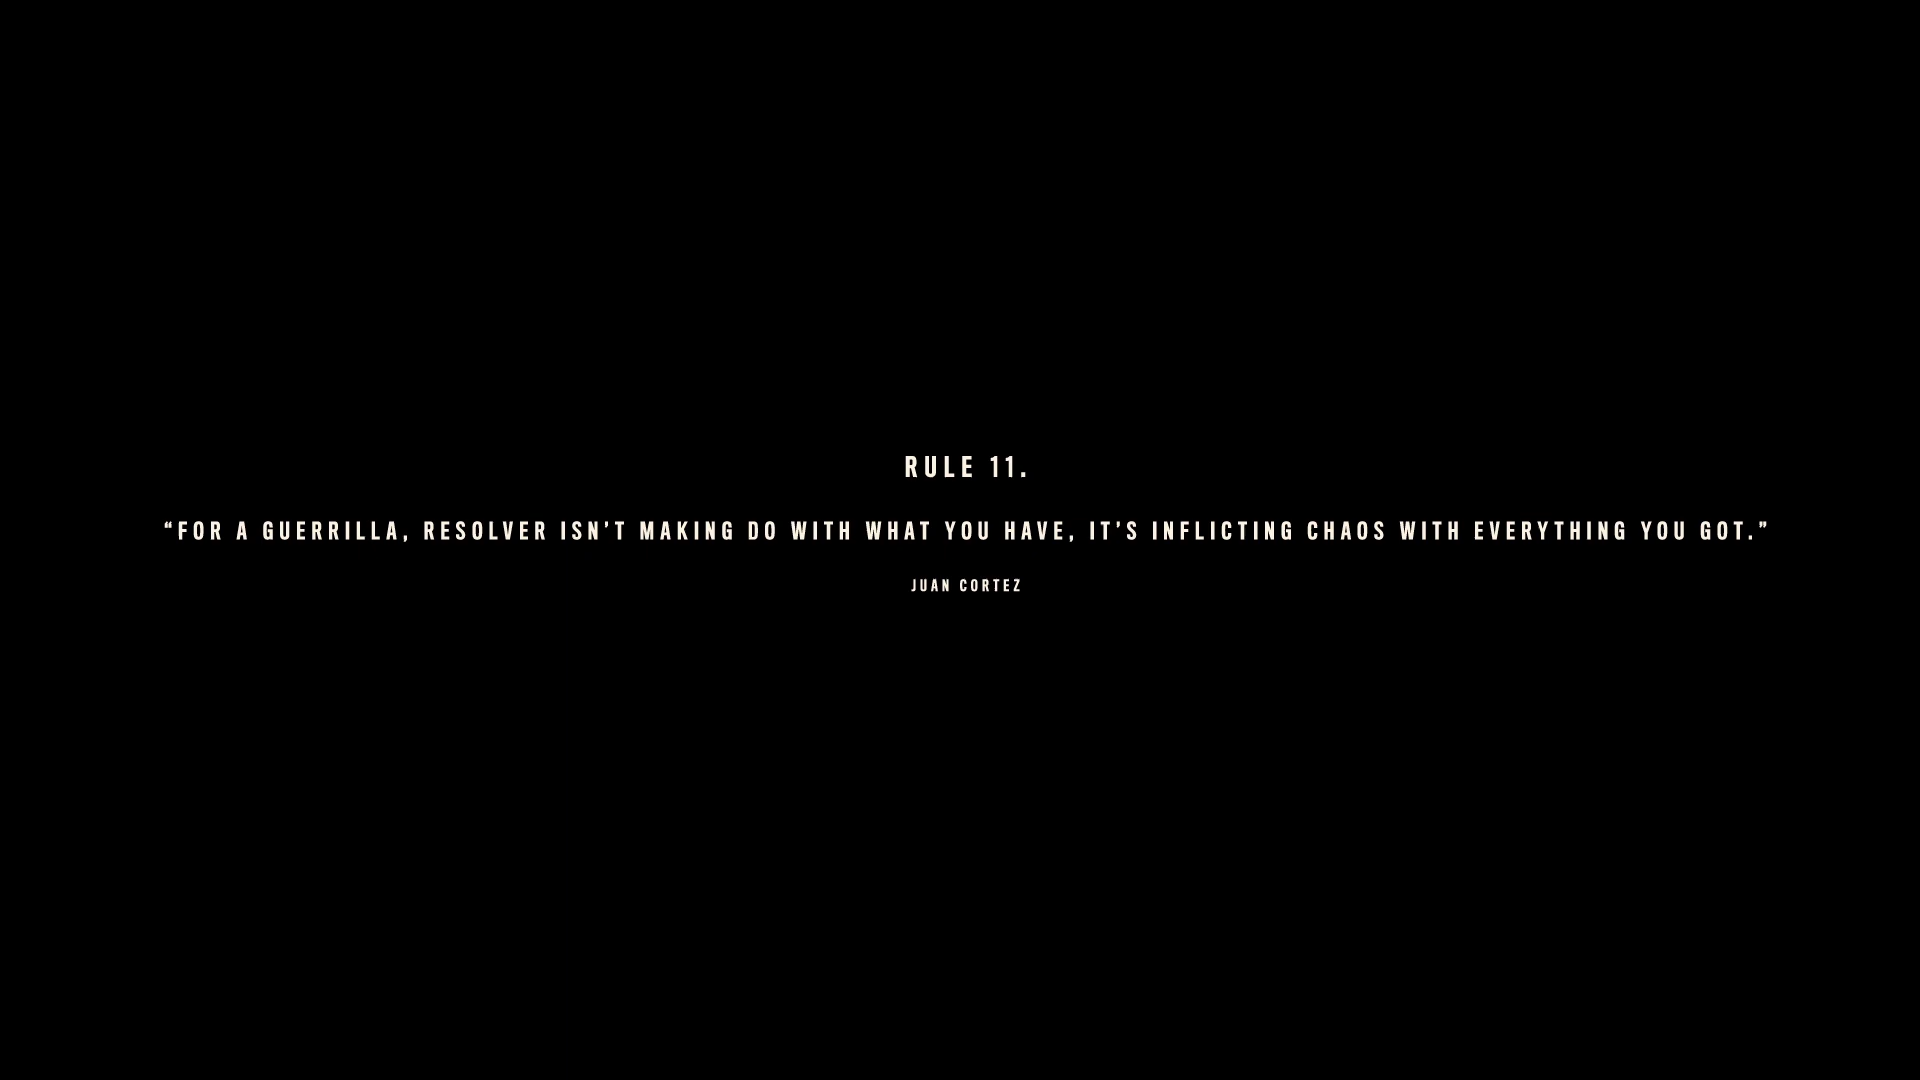 RULE 11.
“FOR A GUERRILLA, RESOLVER ISN’T MAKING DO WITH WHAT YOU HAVE, IT’S INFLICTING CHAOS WITH EVERYTHING YOU GOT.”
JUAN CORTEZ